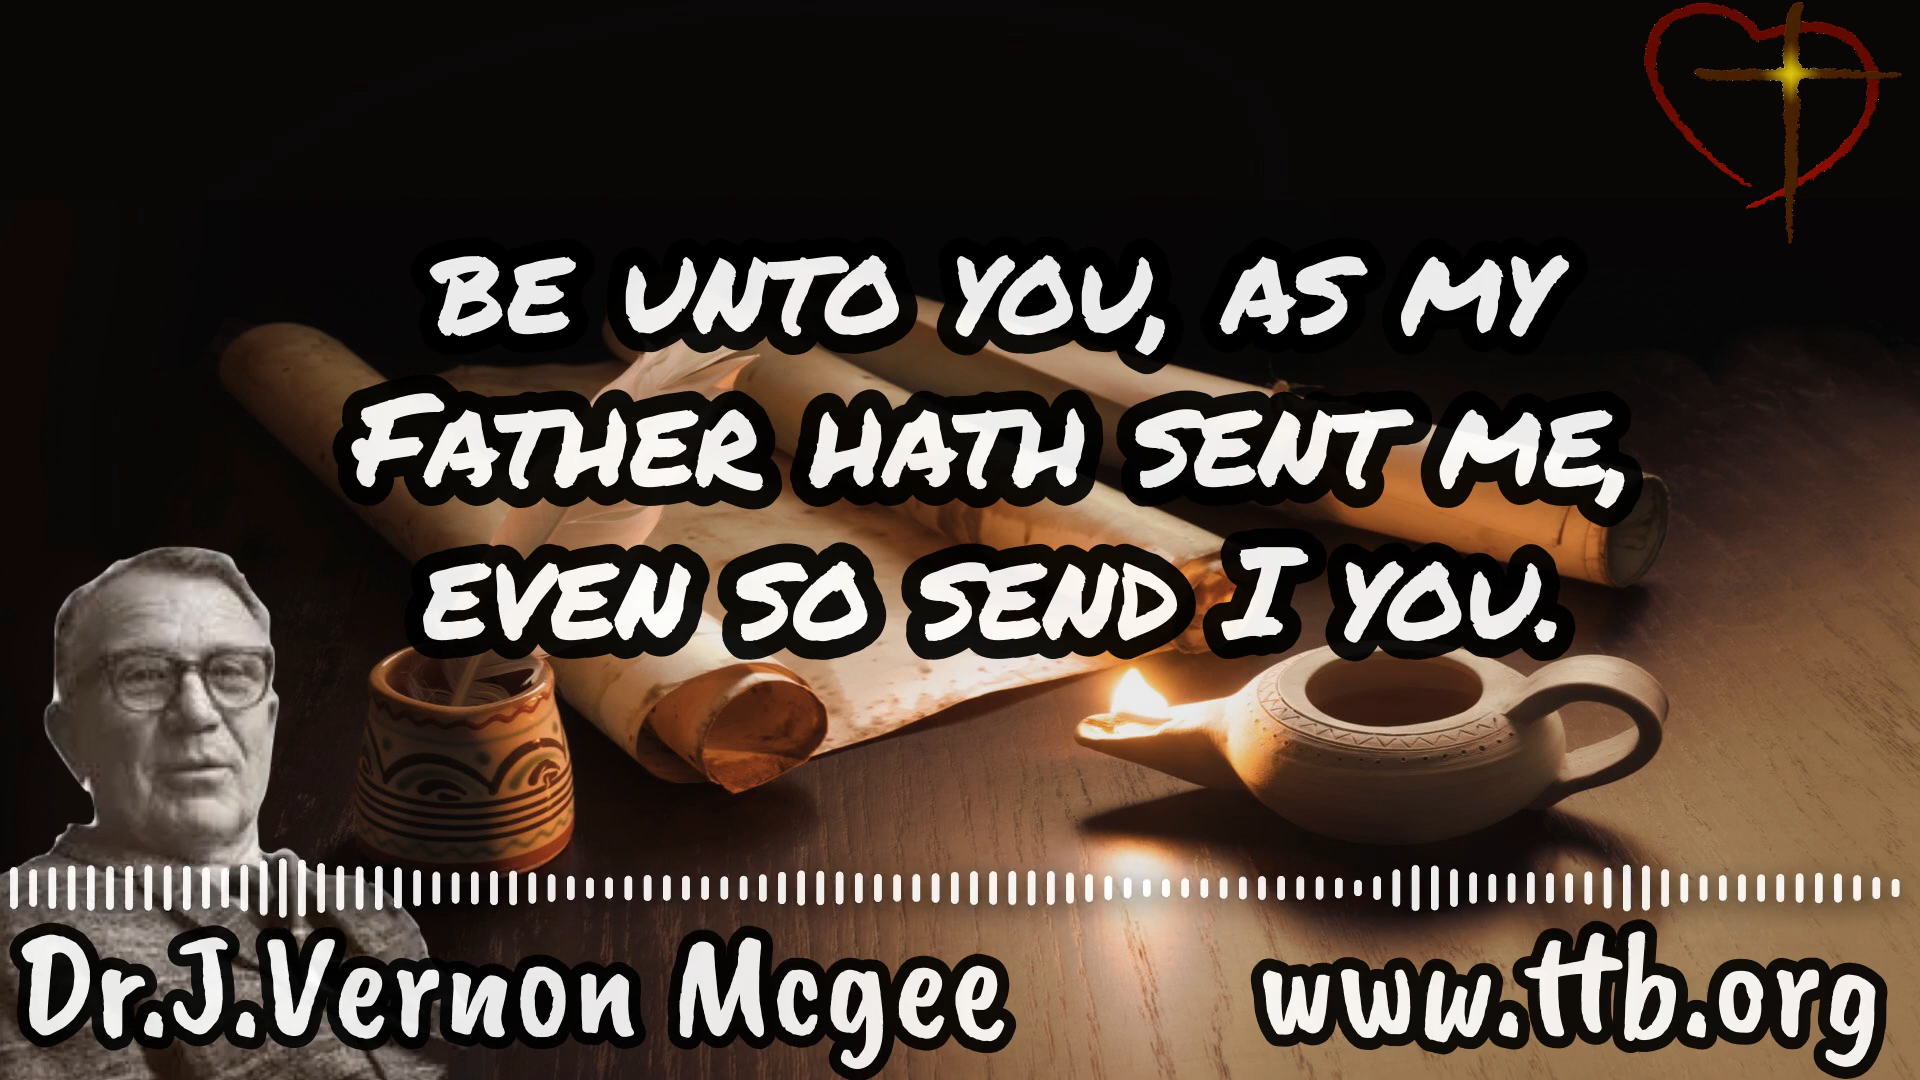 be unto you, as my
Father hath sent me,
even so send I you.
Dr.J.Vernon Mcgee
www.ttb.org